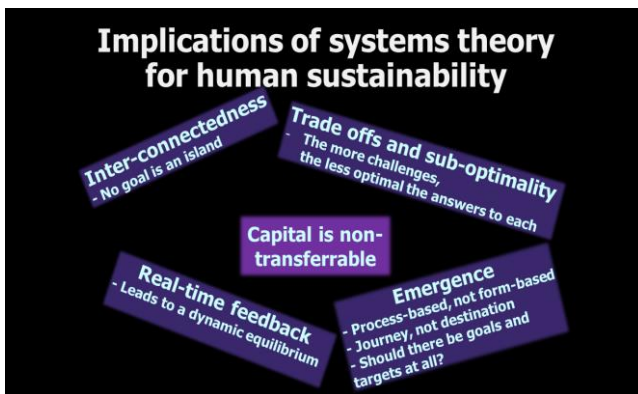 Implications of systems theory
for human sustainability
Inter-connectedness
- No goal is an island
Trade offs and sub-optimality
- The more challenges,
the less optimal the answers to each
Capital is non-
transferrable
Real-time feedback
- Leads to a dynamic equilibrium
Emergence
- Process-based, not form-based
- Journey, not destination
- Should there be goals and
targets at all?